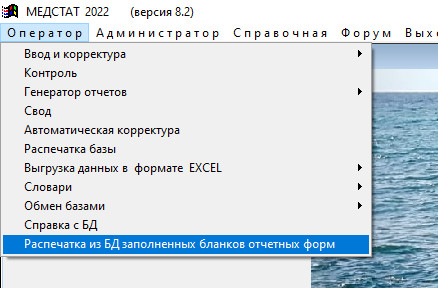 МЕДСТАТ 2022 (версия 8.2)
Оператор Администратор Справочная Форум Вых
Ввод и корректура
Контроль
Генератор отчетов
Свод
Автоматическая корректура
Распечатка базы
Выгрузка данных в формате EXCEL
Словари
Обмен базами
Справка с БД
Распечатка из БД заполненных бланков отчетных форм